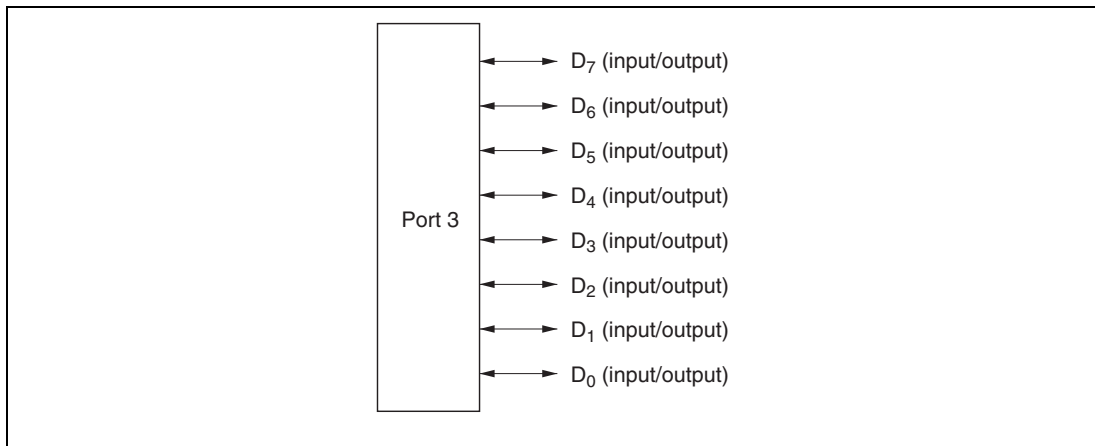 D7 (input/output)
D6 (input/output)
D5 (input/output)
D4 (input/output)
Port 3
D3 (input/output)
D2 (input/output)
D1 (input/output)
D0 (input/output)